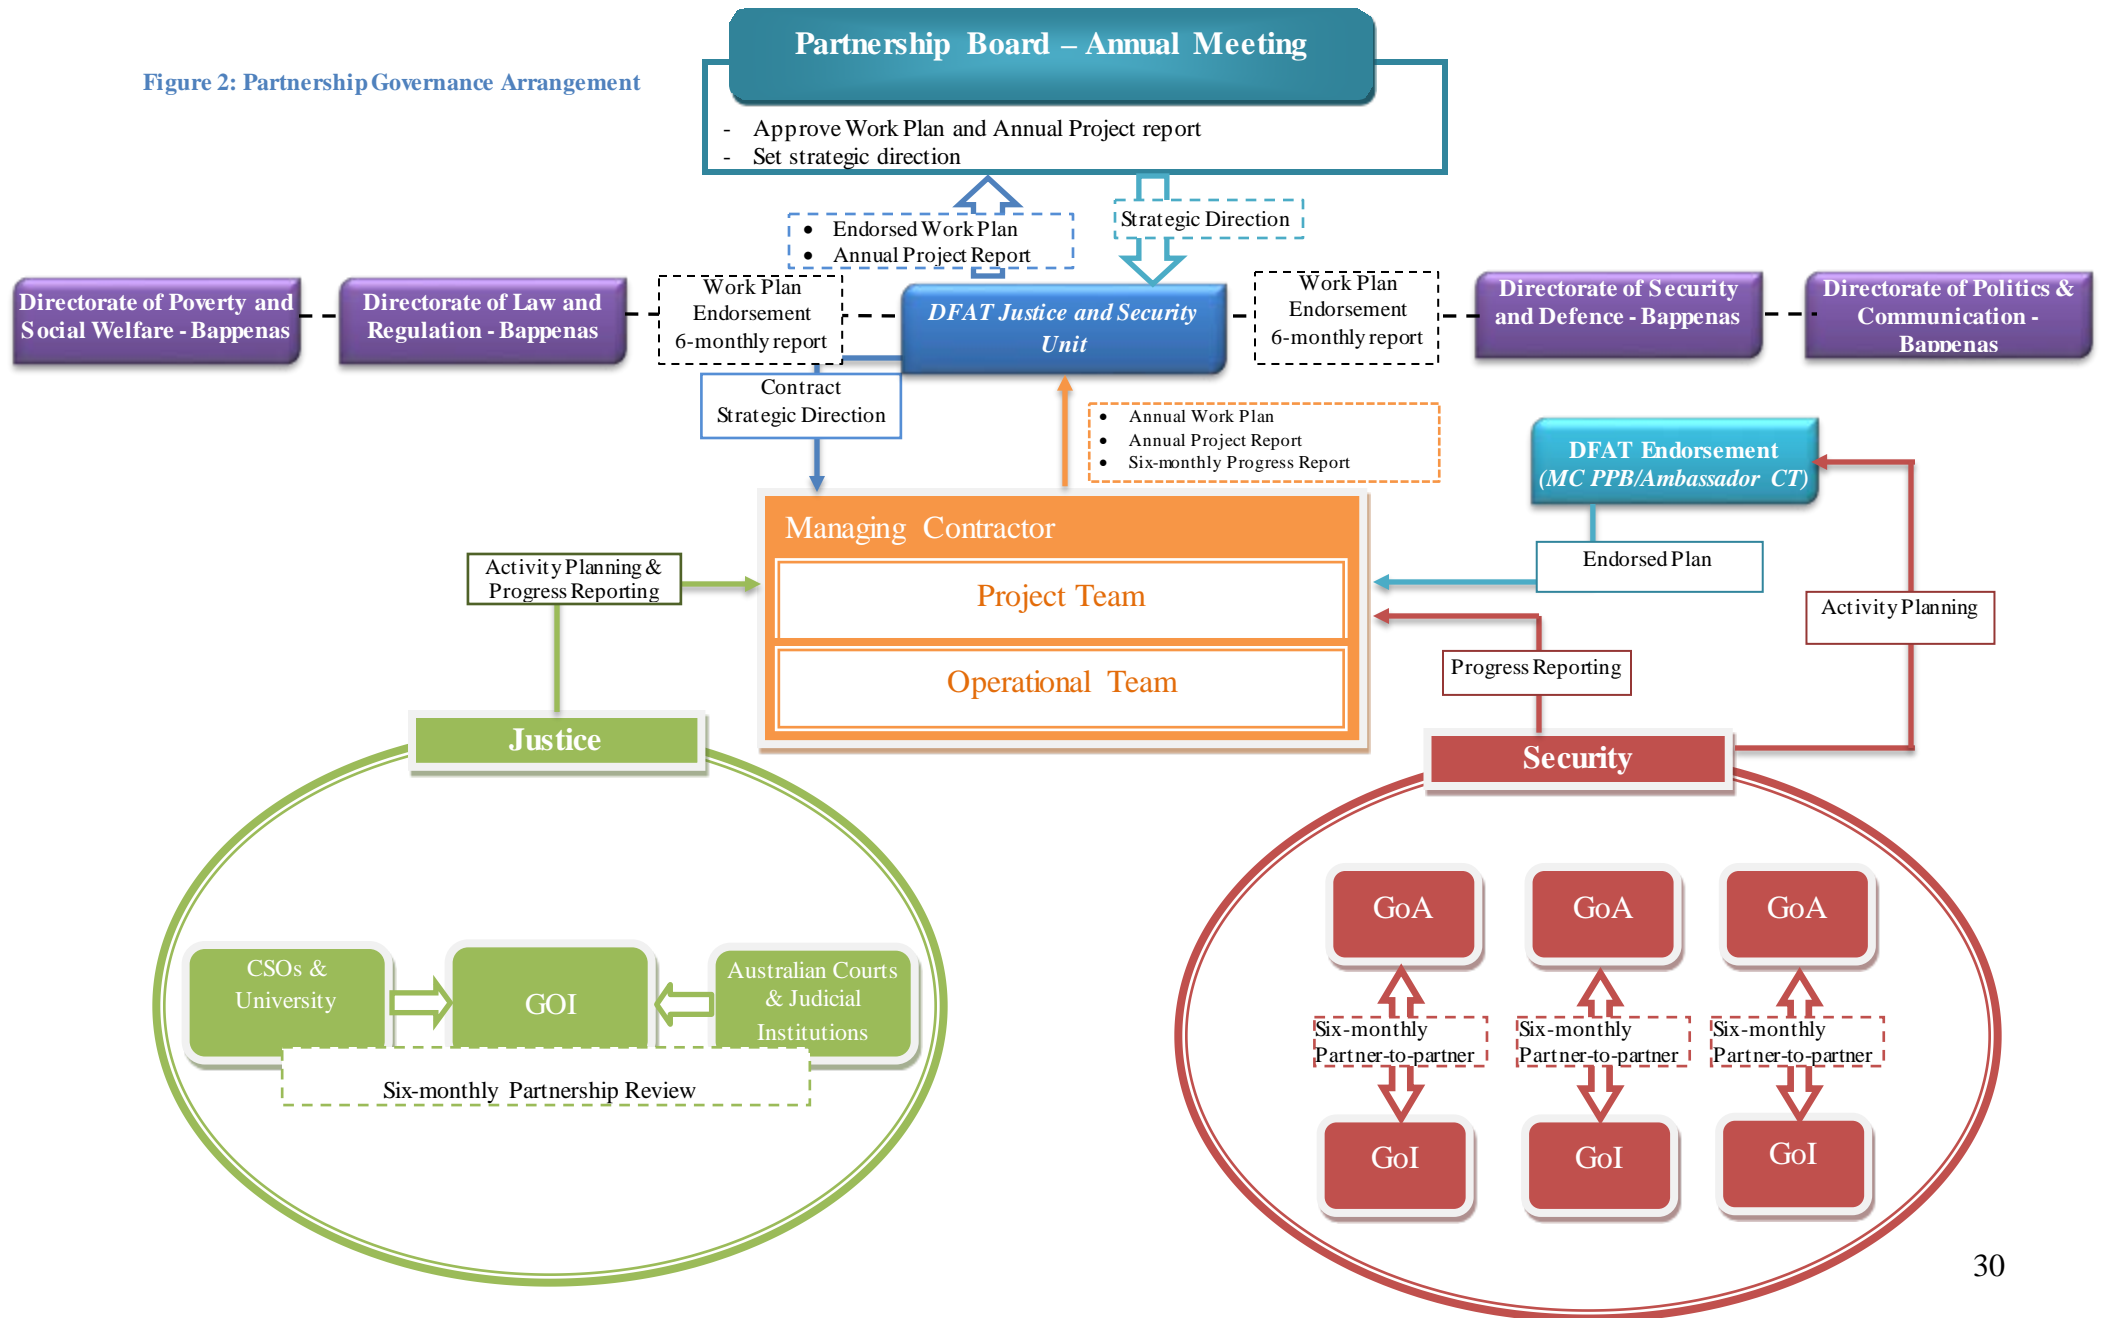 Partnership Board – Annual Meeting
Figure 2: Partnership Governance Arrangement
- Approve Work Plan and Annual Project report
- Set strategic direction
• Endorsed Work Plan
• Annual Project Report
Strategic Direction
Directorate of Poverty and
Social Welfare - Bappenas
Directorate of Law and
Regulation - Bappenas
Work Plan
Endorsement
6-monthly report
DFAT Justice and Security
Unit
Work Plan
Endorsement
6-monthly report
Directorate of Security
and Defence - Bappenas
Directorate of Politics &
Communication -
Bappenas
Contract
Strategic Direction
• Annual Work Plan
• Annual Project Report
• Six-monthly Progress Report
DFAT Endorsement
(MC PPB/Ambassador CT)
Managing Contractor
Project Team
Operational Team
Activity Planning &
Progress Reporting
Endorsed Plan
Activity Planning
Progress Reporting
Justice
CSOs &
University
GOI
Australian Courts
& Judicial
Institutions
Six-monthly Partnership Review
Security
GoA
GoA
GoA
Six-monthly
Partner-to-partner
Six-monthly
Partner-to-partner
Six-monthly
Partner-to-partner
GoI
GoI
GoI
30